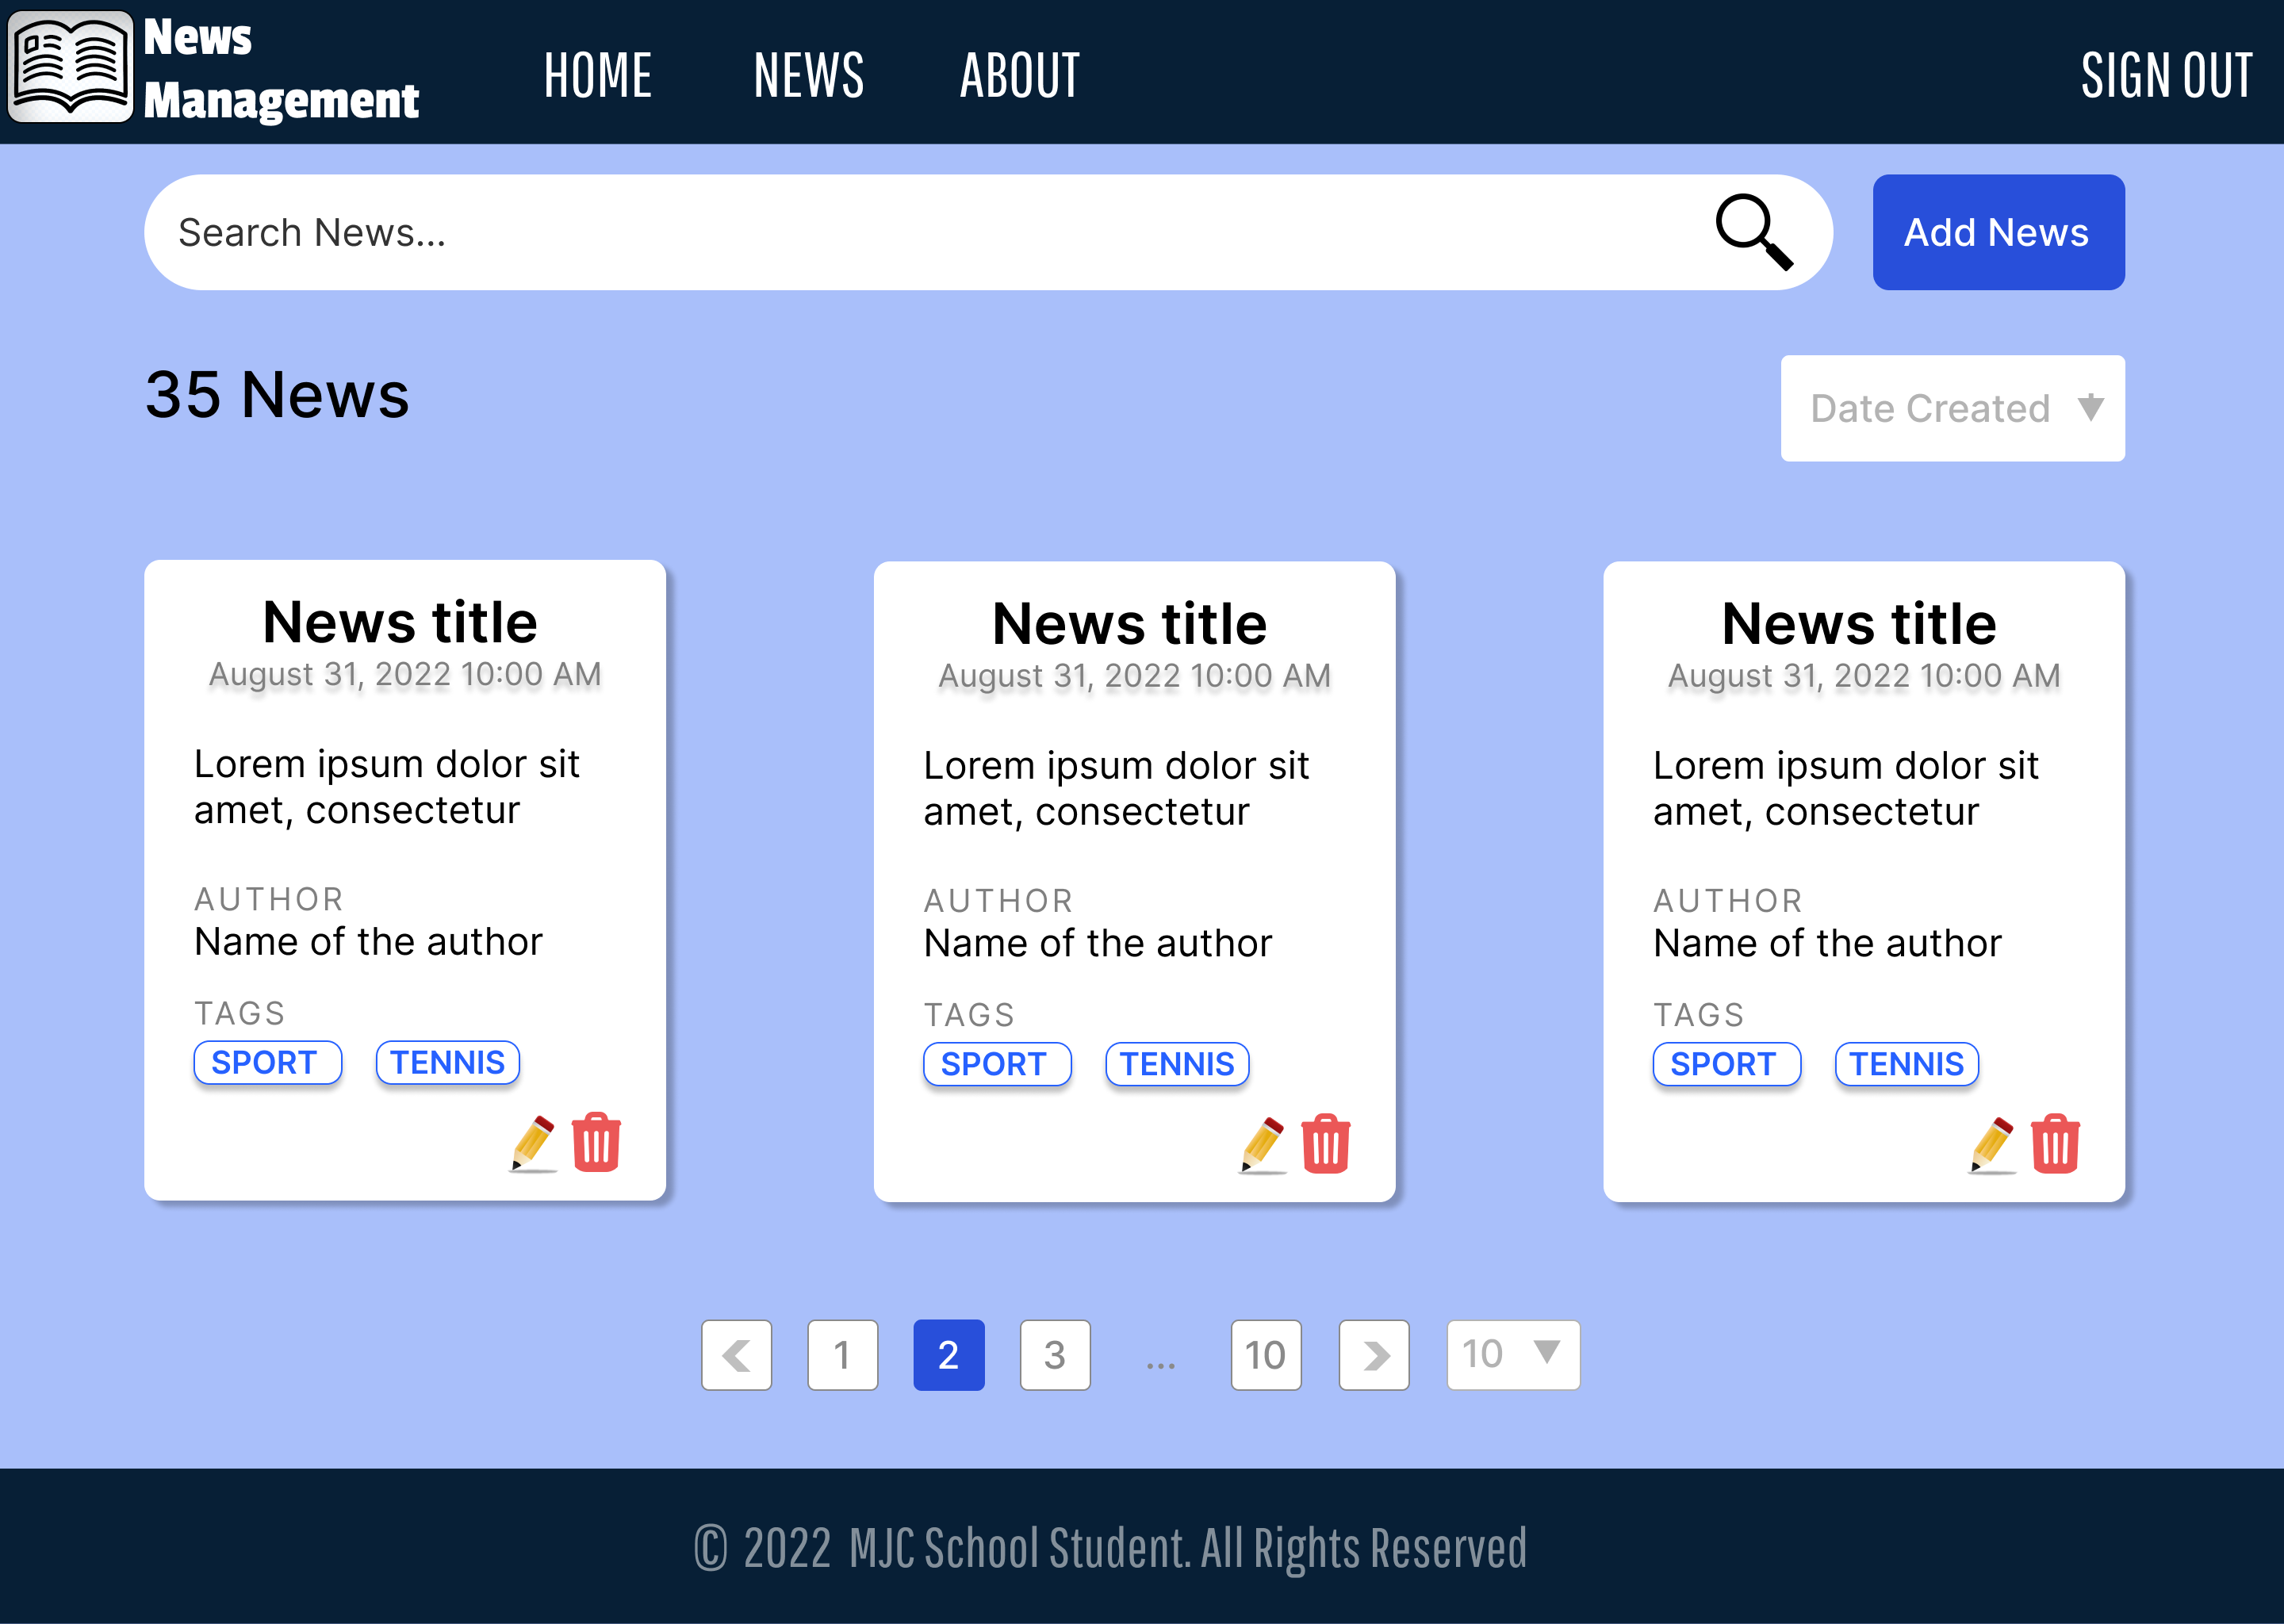 News
Management
HOME
NEWS
ABOUT
SIGN OUT
Search News...
Add News
35 News
Date Created
News title
August 31, 2022 10:00 AM
Lorem ipsum dolor sit
amet, consectetur
AUTHOR
Name of the author
TAGS
SPORT
TENNIS
News title
August 31, 2022 10:00 AM
Lorem ipsum dolor sit
amet, consectetur
AUTHOR
Name of the author
TAGS
SPORT
TENNIS
News title
August 31, 2022 10:00 AM
Lorem ipsum dolor sit
amet, consectetur
AUTHOR
Name of the author
TAGS
SPORT
TENNIS
1 2 3 ... 10 10
© 2022 MJC School Student. All Rights Reserved